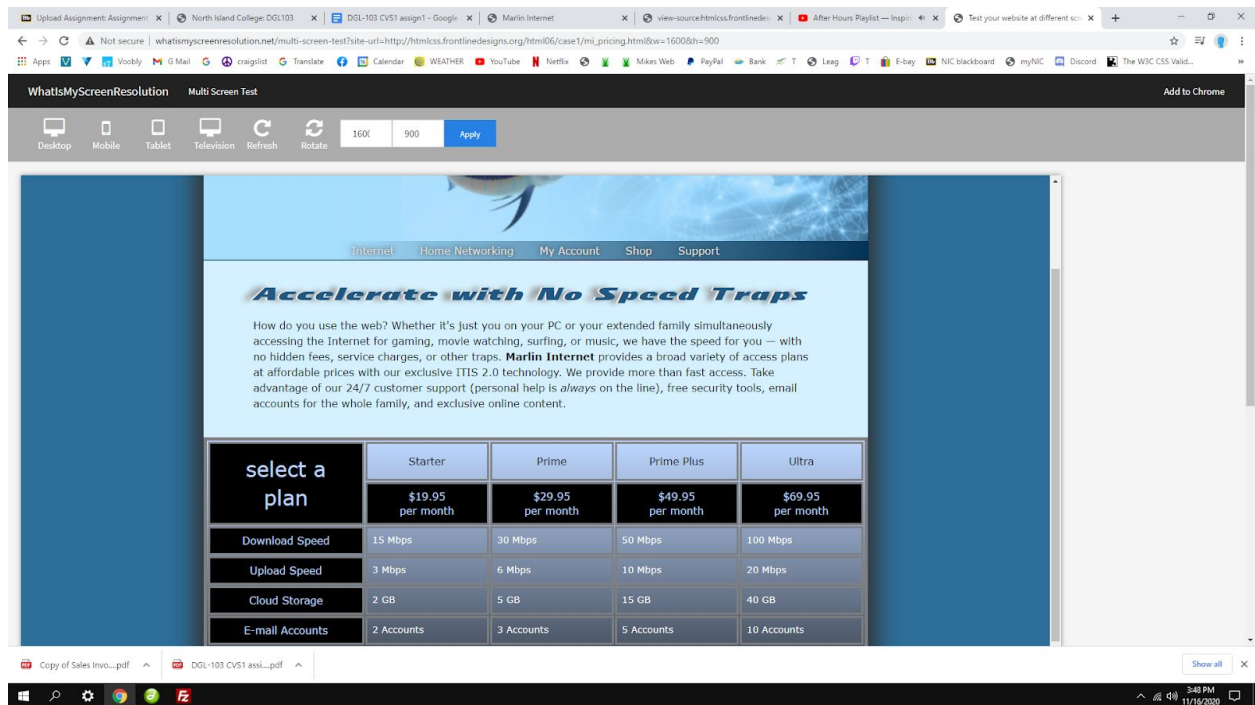 Upload Assignment: Assignment
North Island College: DGL103
DGL-103 CVS1 assign1 - Google
Marlin Internet
view-source:htmlcss.frontlinedes
After Hours Playlist — Inspiri
Test your website at different scr
Not secure | whatismyscreenresolution.net/multi-screen-test?site-url=http://htmlcss.frontlinedesigns.org/html06/case1/mi_pricing.html&w=1600&h=900
Apps Voobly G Mail craigslist Translate Calendar WEATHER YouTube Netflix Mikes Web PayPal Bank T Leag T E-bay NIC blackboard myNIC Discord The W3C CSS Valid... »
WhatIsMyScreenResolution Multi Screen Test Add to Chrome
Desktop Mobile Tablet Television Refresh Rotate 160 900 Apply
Internet Home Networking My Account Shop Support
Accelerate with No Speed Traps
How do you use the web? Whether it's just you on your PC or your extended family simultaneously
accessing the Internet for gaming, movie watching, surfing, or music, we have the speed for you — with
no hidden fees, service charges, or other traps. Marlin Internet provides a broad variety of access plans
at affordable prices with our exclusive ITIS 2.0 technology. We provide more than fast access. Take
advantage of our 24/7 customer support (personal help is always on the line), free security tools, email
accounts for the whole family, and exclusive online content.
select a
plan
Starter Prime Prime Plus Ultra
$19.95 $29.95 $49.95 $69.95
per month per month per month per month
Download Speed 15 Mbps 30 Mbps 50 Mbps 100 Mbps
Upload Speed 3 Mbps 6 Mbps 10 Mbps 20 Mbps
Cloud Storage 2 GB 5 GB 15 GB 40 GB
E-mail Accounts 2 Accounts 3 Accounts 5 Accounts 10 Accounts
Copy of Sales Invo....pdf DGL-103 CVS1 assi....pdf Show all
3:48 PM
11/16/2020